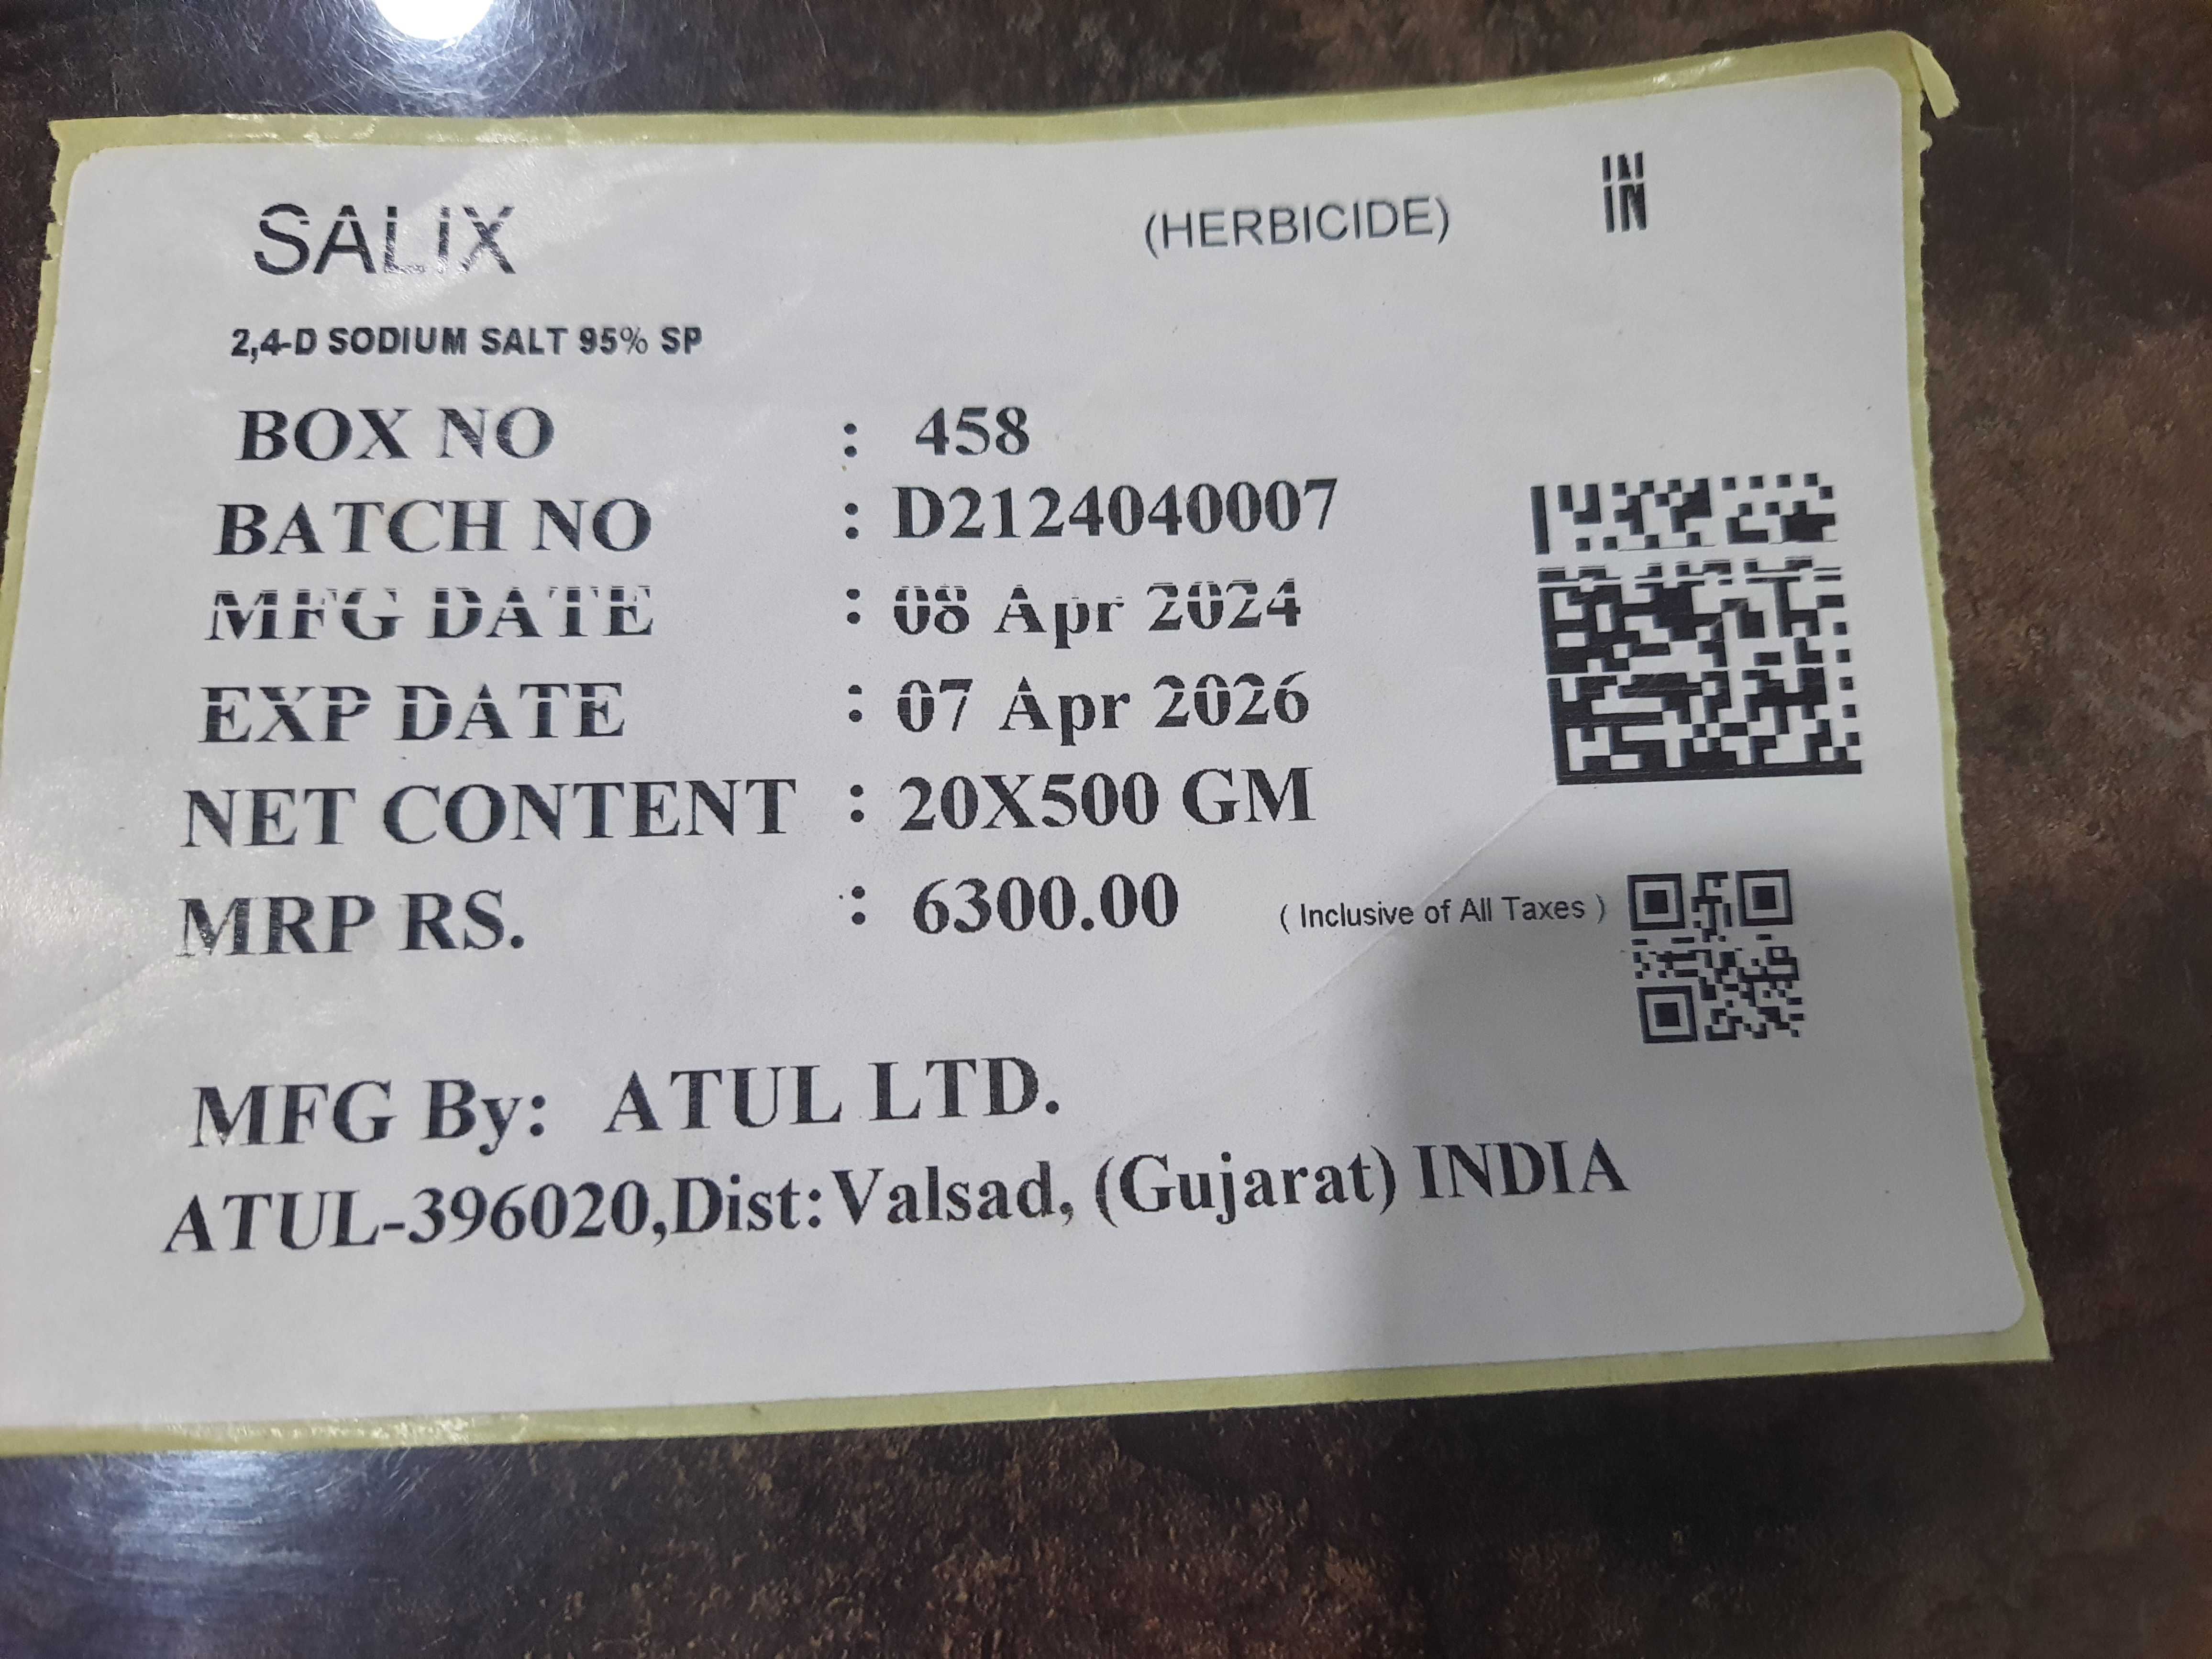 SALIX (HERBICIDE) IN
2,4-D SODIUM SALT 95% SP
BOX NO : 458
BATCH NO : D2124040007
MFG DATE : 08 Apr 2024
EXP DATE : 07 Apr 2026
NET CONTENT : 20X500 GM
MRP RS. : 6300.00 ( Inclusive of All Taxes )
MFG By: ATUL LTD.
ATUL-396020,Dist:Valsad, (Gujarat) INDIA